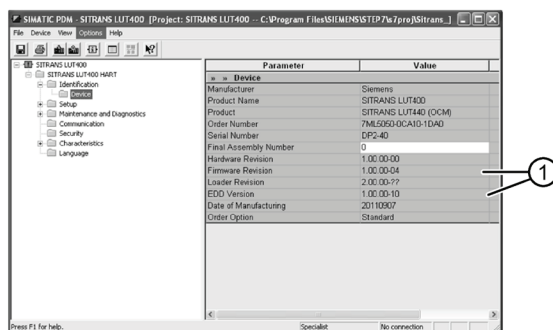 SIMATIC PDM - SITRANS LUT400 [Project: SITRANS LUT400 -- C:\Program Files\SIEMENS\STEP7\s7proj\Sitrans_]
File Device View Options Help
SITRANS LUT400
SITRANS LUT400 HART
Identification
Device
Setup
Maintenance and Diagnostics
Communication
Security
Characteristics
Language
Parameter Value
» » Device
Manufacturer Siemens
Product Name SITRANS LUT400
Product SITRANS LUT440 (OCM)
Order Number 7ML5050-0CA10-1DA0
Serial Number DP2-40
Final Assembly Number 0
Hardware Revision 1.00.00-00
Firmware Revision 1.00.00-04
Loader Revision 2.00.00-??
EDD Version 1.00.00-10
Date of Manufacturing 20110907
Order Option Standard
1
Press F1 for help. Specialist No connection